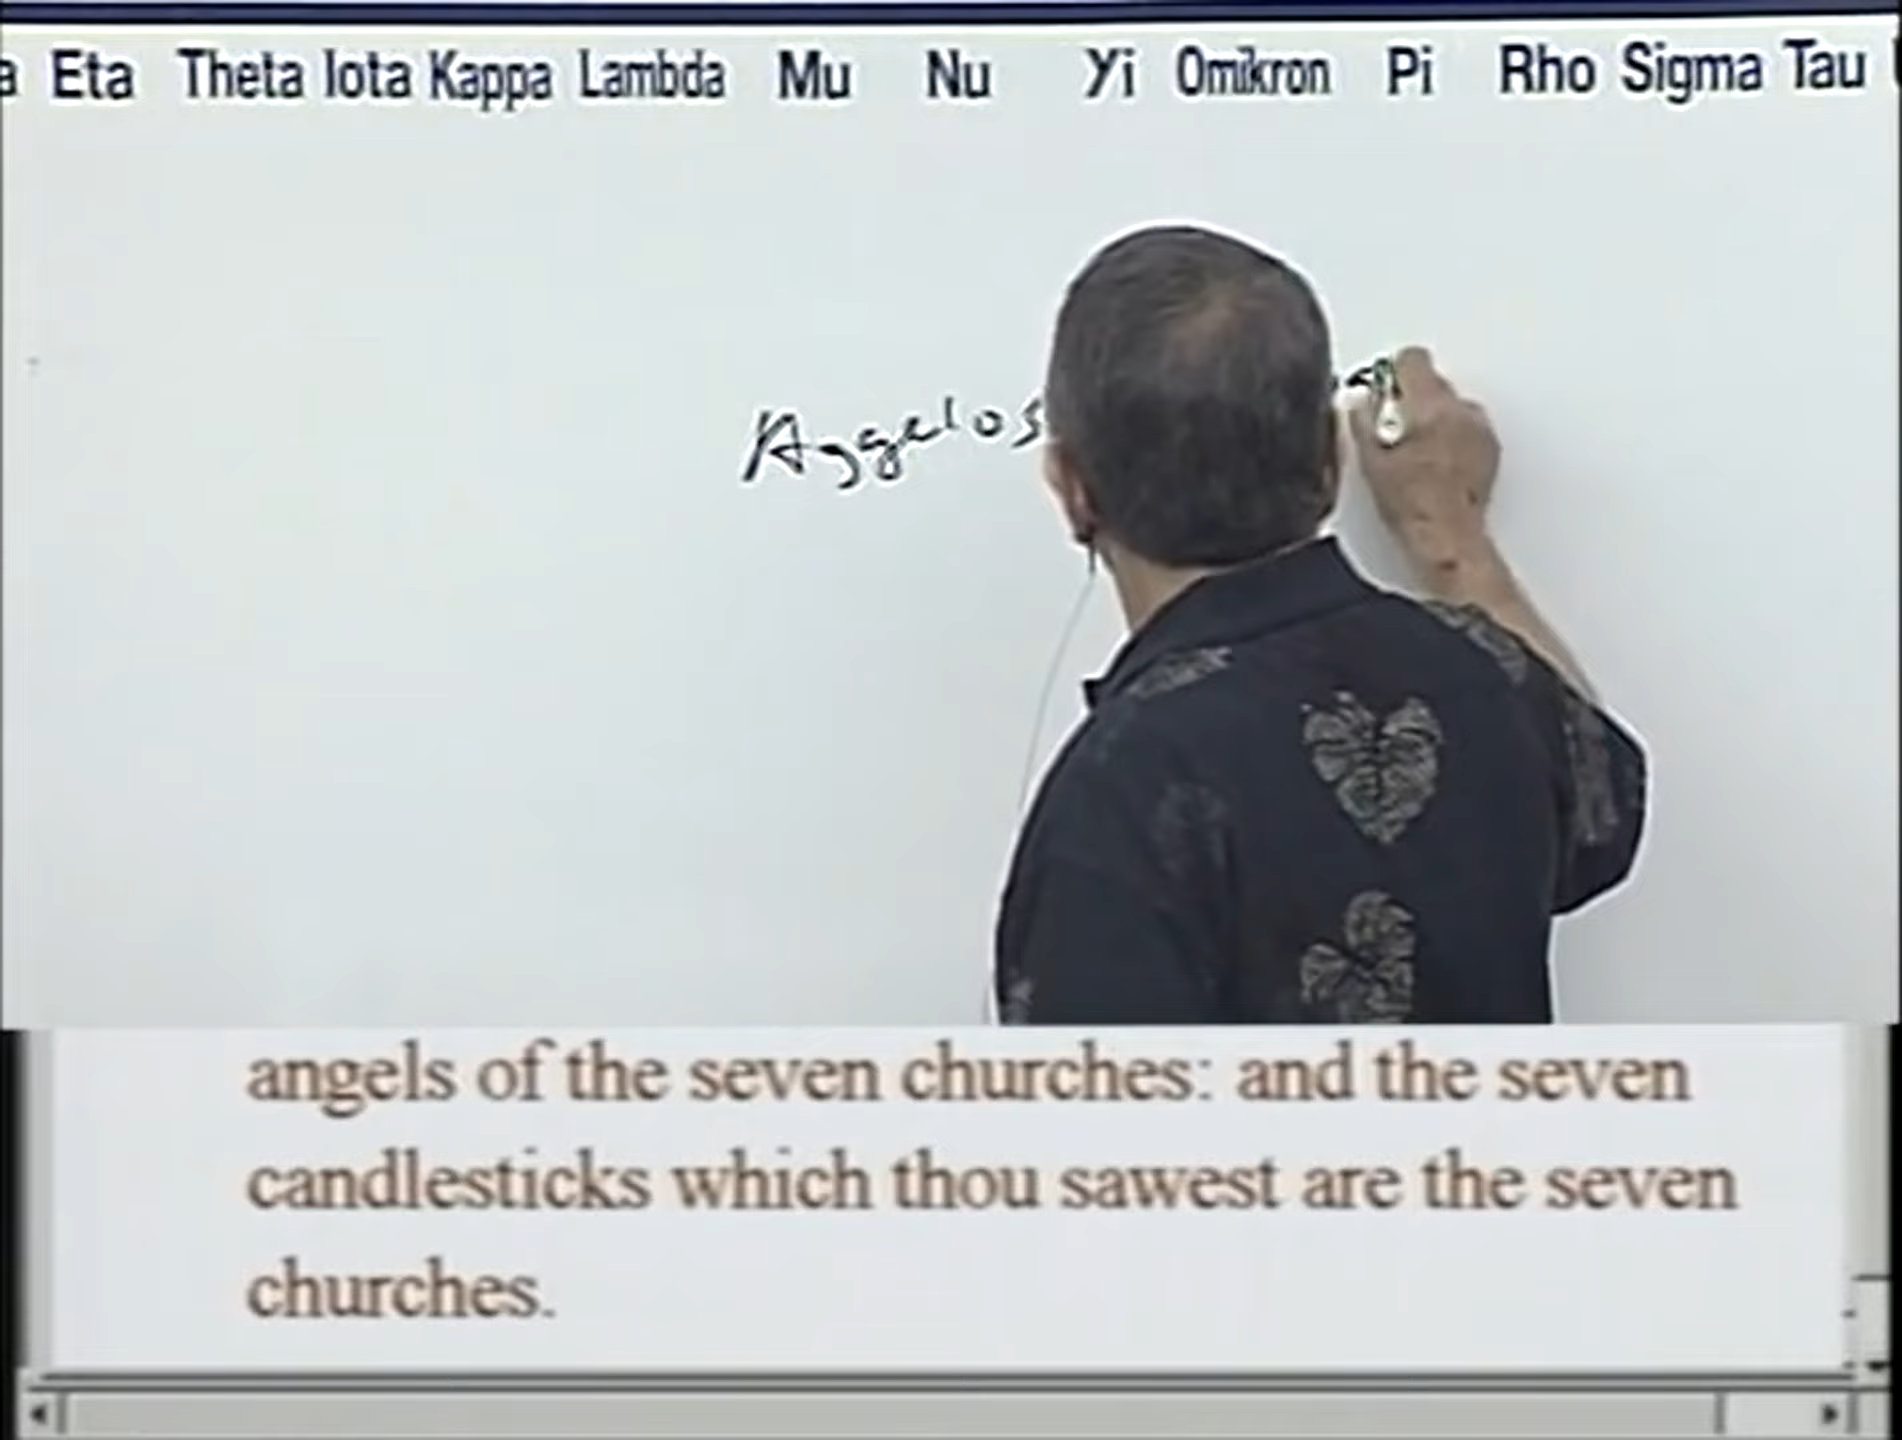 Eta Theta Iota Kappa Lambda Mu Nu Yi Omikron Pi Rho Sigma Tau
Aggelos
angels of the seven churches: and the seven
candlesticks which thou sawest are the seven
churches.